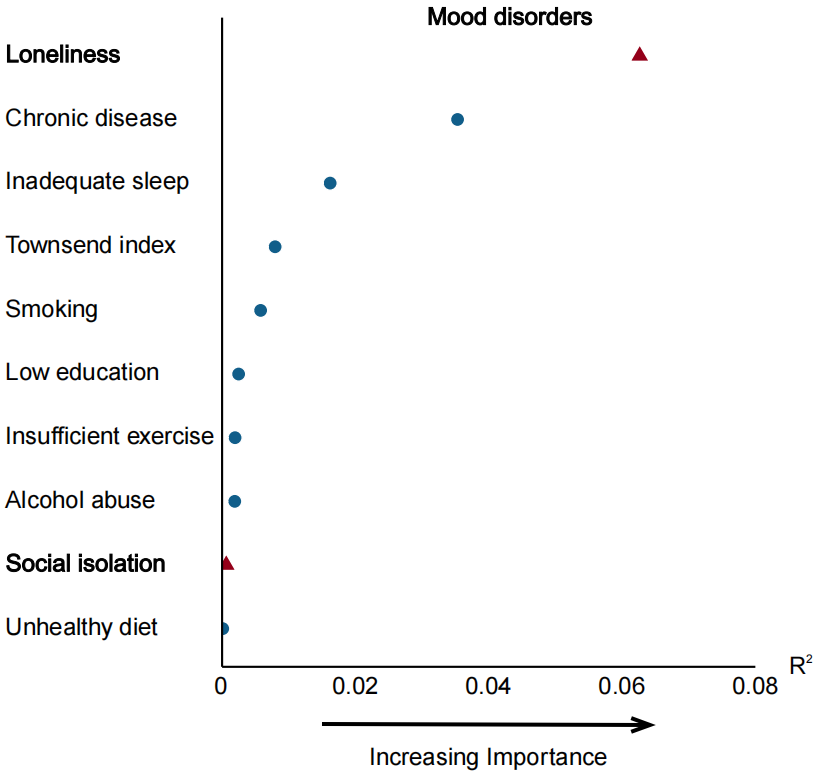 Mood disorders
Loneliness
Chronic disease
Inadequate sleep
Townsend index
Smoking
Low education
Insufficient exercise
Alcohol abuse
Social isolation
Unhealthy diet
R²
0 0.02 0.04 0.06 0.08
Increasing Importance